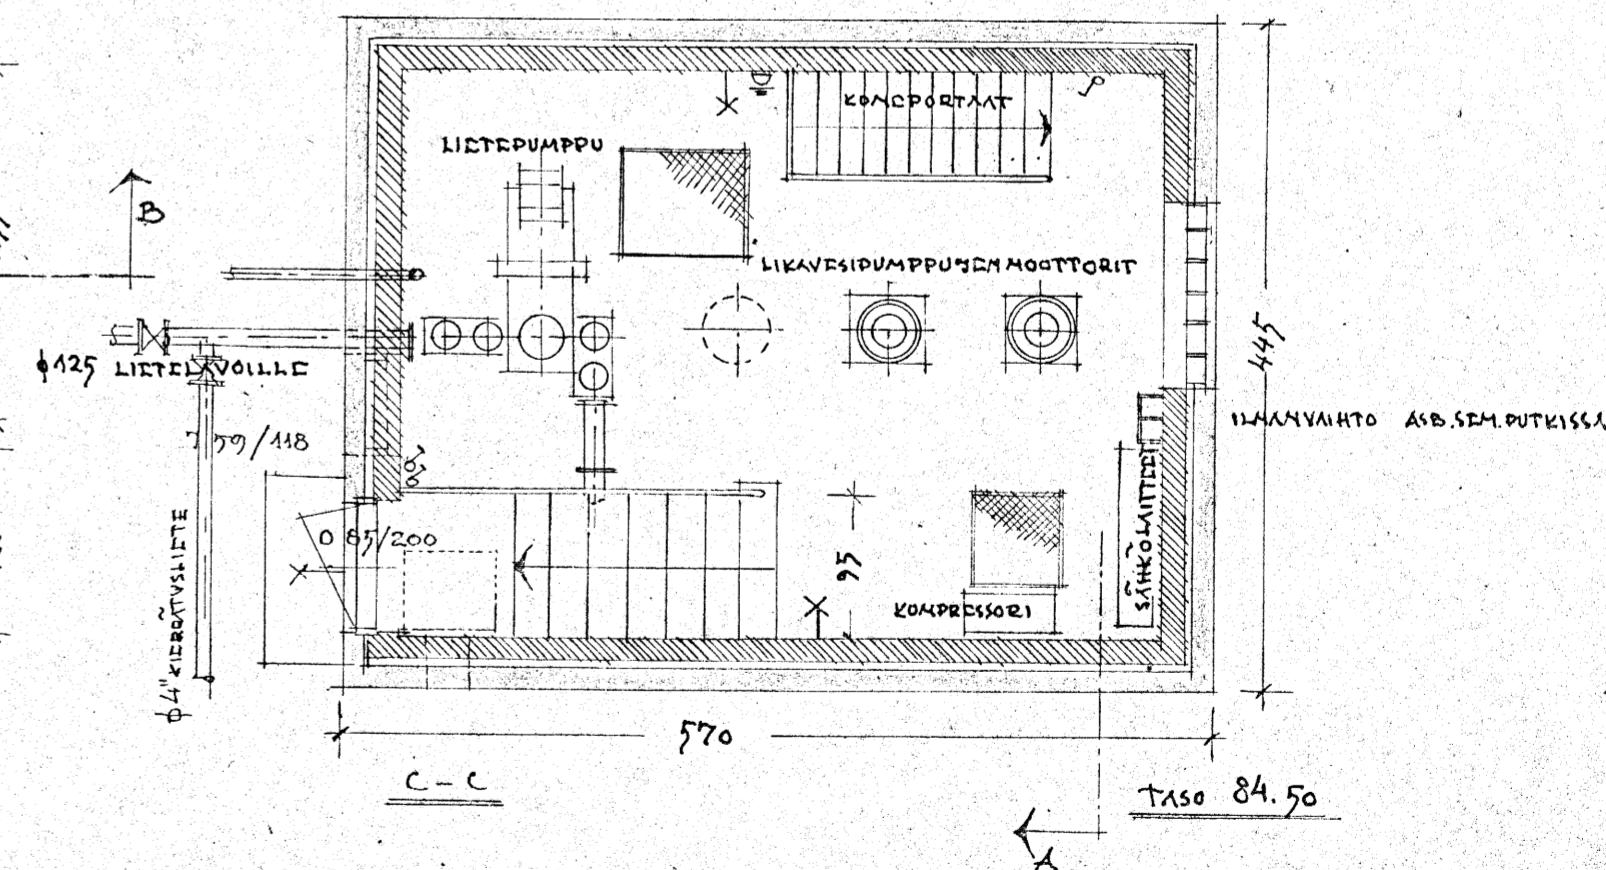 KONEPORTAAT
LIETEPUMPPU
B
LIKAVESIPUMPPUJEN MOOTTORIT
445
ϕ125 LIETELAVOILLE
ILMANVAIHTO ASB.SEM.PUTKISSA
59/118
SÄHKÖLAITTEET
ϕ4" KIERRÄTYSLIETE
O 85/200
95
KOMPRESSORI
570
C – C
TASO 84.50
A